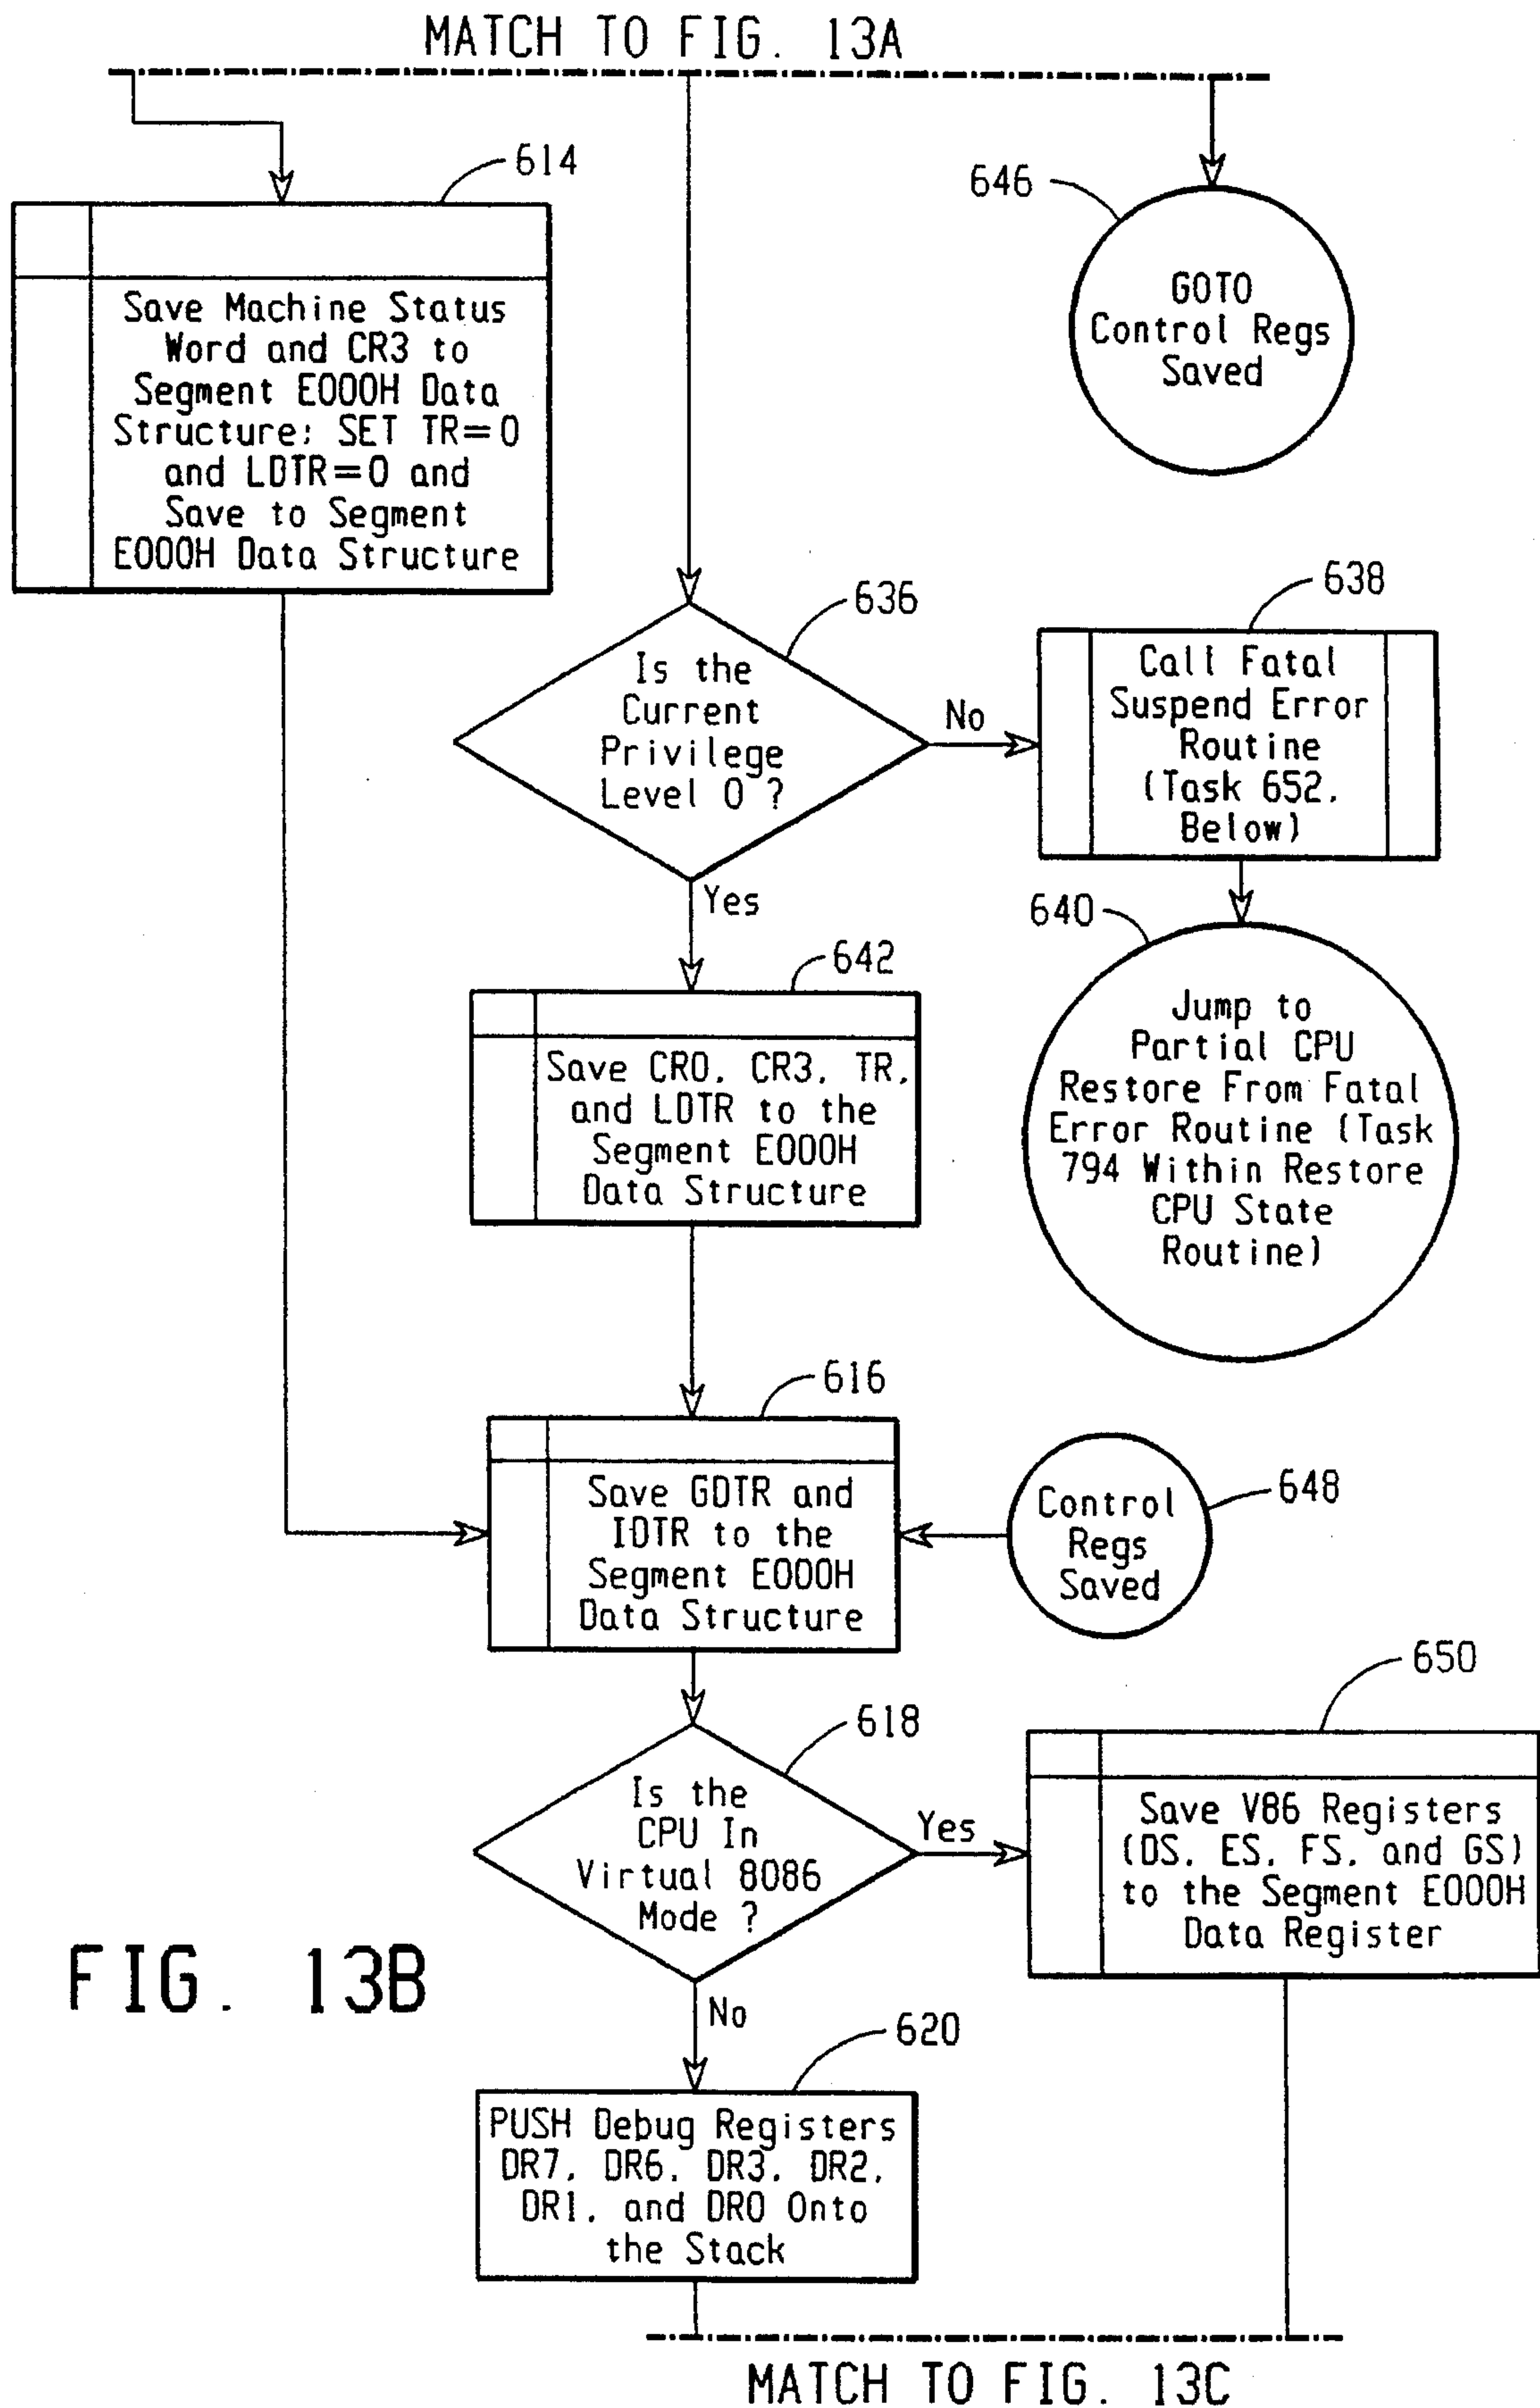 MATCH TO FIG. 13A
614
Save Machine Status
Word and CR3 to
Segment E000H Data
Structure; SET TR=0
and LDTR=0 and
Save to Segment
E000H Data Structure
646
GOTO
Control Regs
Saved
636
Is the
Current
Privilege
Level 0 ?
No
Yes
638
Call Fatal
Suspend Error
Routine
(Task 652,
Below)
640
Jump to
Partial CPU
Restore From Fatal
Error Routine (Task
794 Within Restore
CPU State
Routine)
642
Save CR0, CR3, TR,
and LDTR to the
Segment E000H
Data Structure
616
Save GDTR and
IDTR to the
Segment E000H
Data Structure
648
Control
Regs
Saved
618
Is the
CPU In
Virtual 8086
Mode ?
Yes
No
650
Save V86 Registers
(DS, ES, FS, and GS)
to the Segment E000H
Data Register
620
PUSH Debug Registers
DR7, DR6, DR3, DR2,
DR1, and DR0 Onto
the Stack
FIG. 13B
MATCH TO FIG. 13C